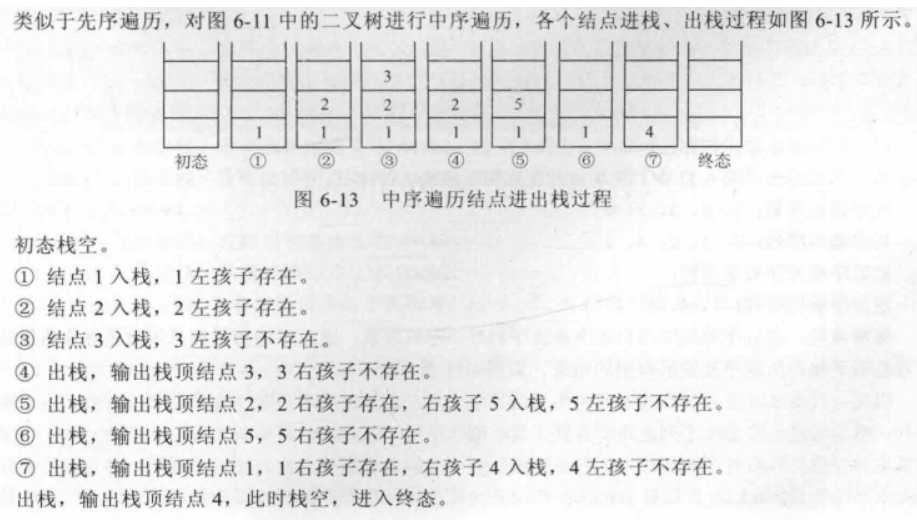 类似于先序遍历，对图 6-11 中的二叉树进行中序遍历，各个结点进栈、出栈过程如图 6-13 所示。
3
2 2 2 5
1 1 1 1 1 1 4
初态 ① ② ③ ④ ⑤ ⑥ ⑦ 终态
图 6-13 中序遍历结点进出栈过程
初态栈空。
① 结点 1 入栈，1 左孩子存在。
② 结点 2 入栈，2 左孩子存在。
③ 结点 3 入栈，3 左孩子不存在。
④ 出栈，输出栈顶结点 3，3 右孩子不存在。
⑤ 出栈，输出栈顶结点 2，2 右孩子存在，右孩子 5 入栈，5 左孩子不存在。
⑥ 出栈，输出栈顶结点 5，5 右孩子不存在。
⑦ 出栈，输出栈顶结点 1，1 右孩子存在，右孩子 4 入栈，4 左孩子不存在。
出栈，输出栈顶结点 4，此时栈空，进入终态。